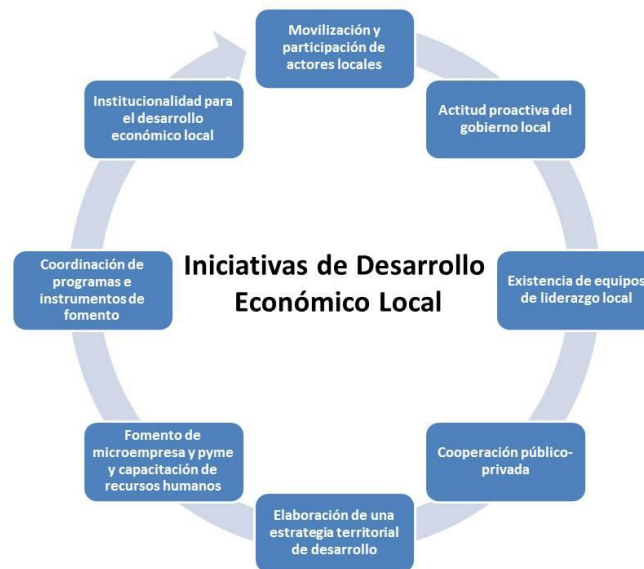 Movilización y
participación de
actores locales
Actitud proactiva del
gobierno local
Existencia de equipos
de liderazgo local
Cooperación público-
privada
Elaboración de una
estrategia territorial
de desarrollo
Fomento de
microempresa y pyme
y capacitación de
recursos humanos
Coordinación de
programas e
instrumentos de
fomento
Institucionalidad para
el desarrollo
económico local
Iniciativas de Desarrollo
Económico Local